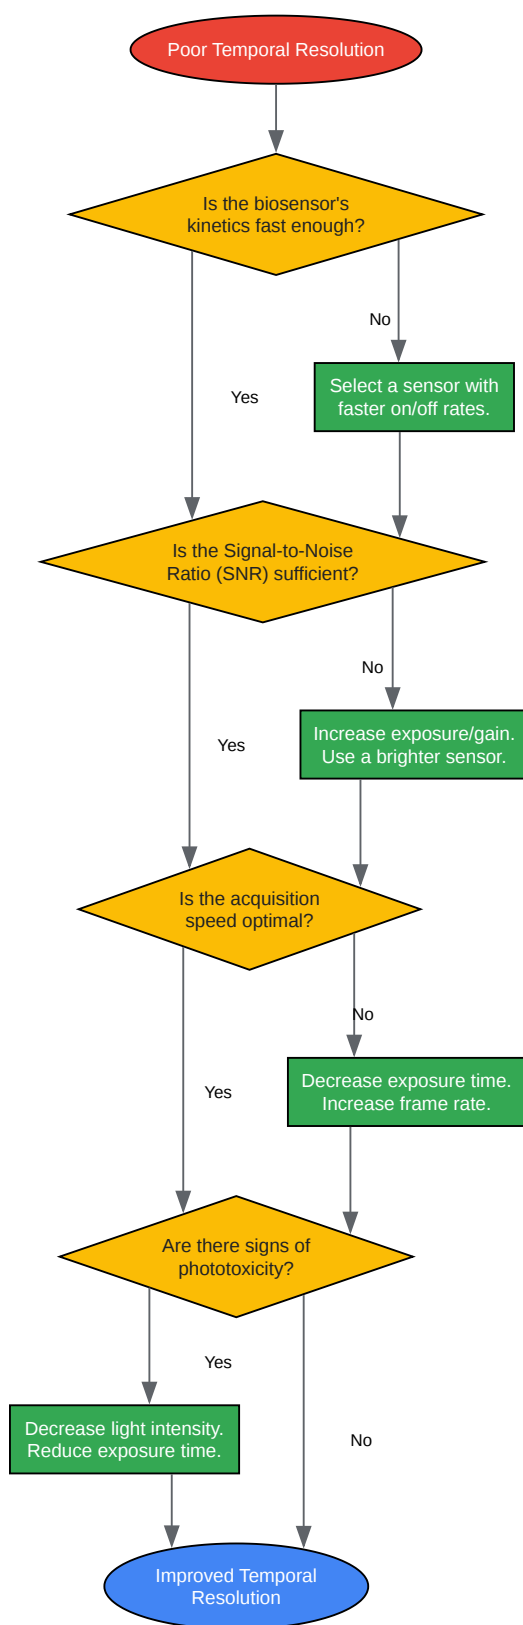 Poor Temporal Resolution
Is the biosensor's
kinetics fast enough?
No
Yes
Select a sensor with
faster on/off rates.
Is the Signal-to-Noise
Ratio (SNR) sufficient?
No
Yes
Increase exposure/gain.
Use a brighter sensor.
Is the acquisition
speed optimal?
No
Yes
Decrease exposure time.
Increase frame rate.
Are there signs of
phototoxicity?
Yes
No
Decrease light intensity.
Reduce exposure time.
Improved Temporal
Resolution